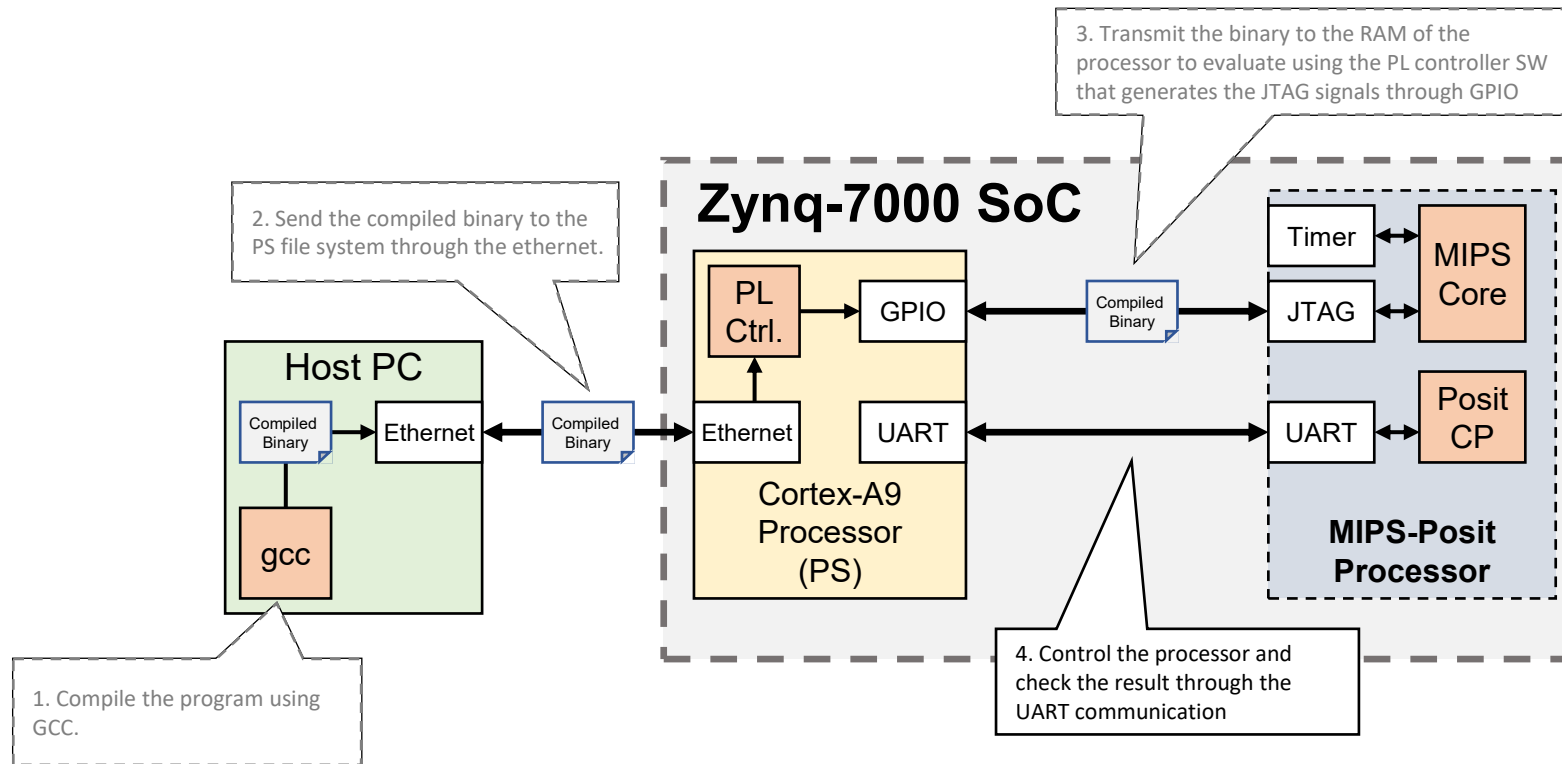 3. Transmit the binary to the RAM of the
processor to evaluate using the PL controller SW
that generates the JTAG signals through GPIO
2. Send the compiled binary to the
PS file system through the ethernet.
Zynq-7000 SoC
Timer
MIPS
Core
PL
Ctrl.
GPIO
Compiled
Binary
JTAG
Host PC
Compiled
Binary
Ethernet
Compiled
Binary
Ethernet
UART
UART
Posit
CP
gcc
Cortex-A9
Processor
(PS)
MIPS-Posit
Processor
1. Compile the program using
GCC.
4. Control the processor and
check the result through the
UART communication